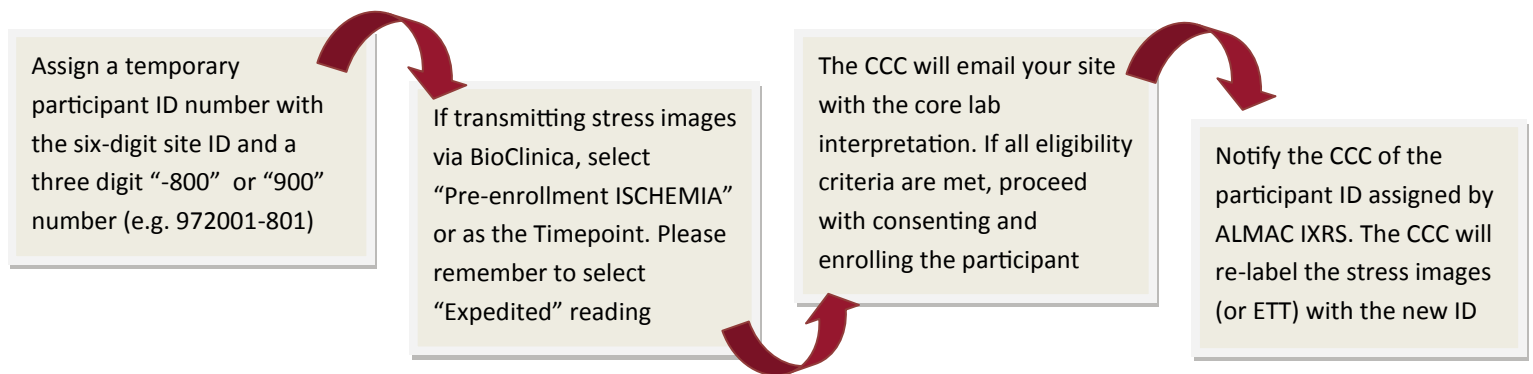 Assign a temporary
participant ID number with
the six-digit site ID and a
three digit “-800”  or “900”
number (e.g. 972001-801)
If transmitting stress images
via BioClinica, select
“Pre-enrollment ISCHEMIA”
or as the Timepoint. Please
remember to select
“Expedited” reading
The CCC will email your site
with the core lab
interpretation. If all eligibility
criteria are met, proceed
with consenting and
enrolling the participant
Notify the CCC of the
participant ID assigned by
ALMAC IXRS. The CCC will
re-label the stress images
(or ETT) with the new ID